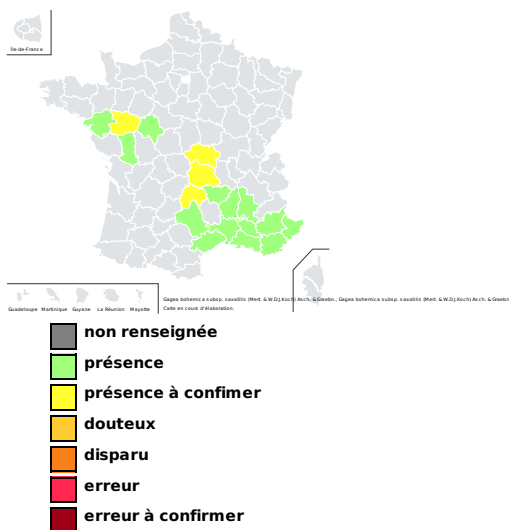 Île-de-France
Guadeloupe Martinique Guyane La Réunion Mayotte
Gagea bohemica subsp. saxatilis (Mert. & W.D.J.Koch) Asch. & Graebn., Gagea bohemica subsp. saxatilis (Mert. & W.D.J.Koch) Asch. & Graebn
Carte en cours d'élaboration.
non renseignée
présence
présence à confimer
douteux
disparu
erreur
erreur à confirmer